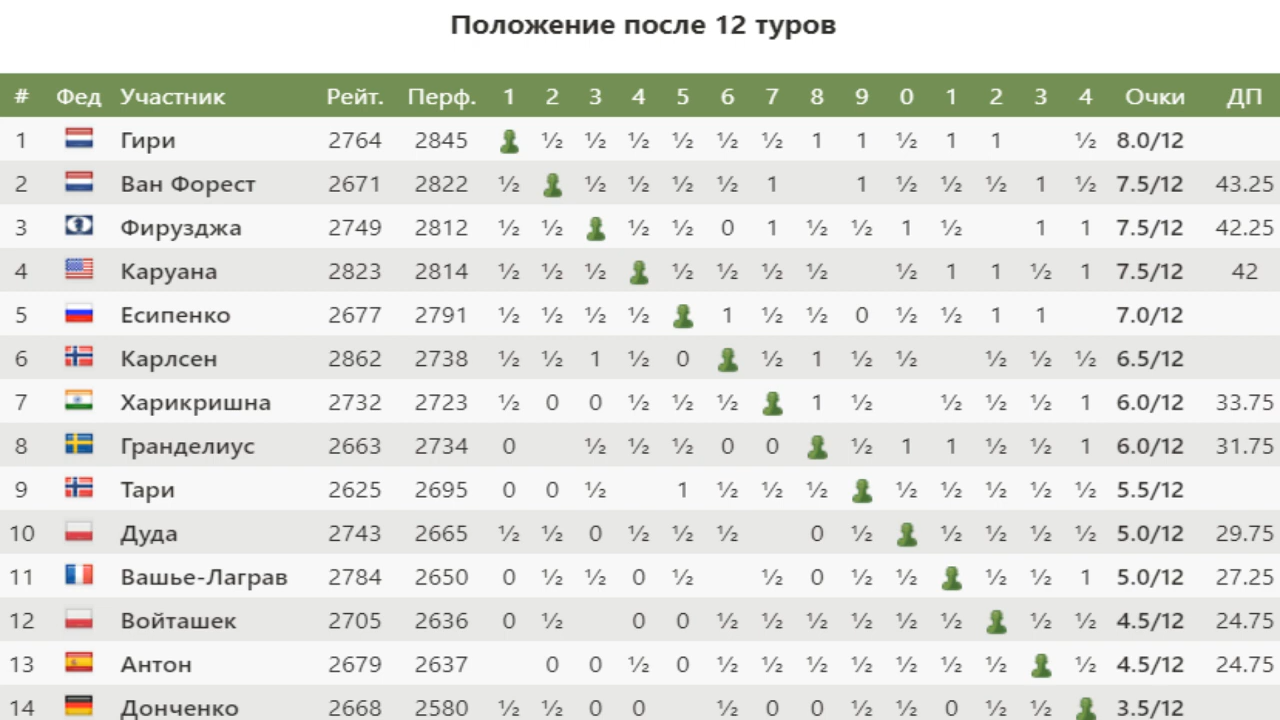 Положение после 12 туров
# Фед Участник Рейт. Перф. 1 2 3 4 5 6 7 8 9 0 1 2 3 4 Очки ДП
1 Гири 2764 2845 ½ ½ ½ ½ ½ ½ 1 1 ½ 1 1 ½ 8.0/12
2 Ван Форест 2671 2822 ½ ½ ½ ½ ½ 1 1 ½ ½ ½ 1 ½ 7.5/12 43.25
3 Фирузджа 2749 2812 ½ ½ ½ ½ 0 1 ½ ½ 1 ½ 1 1 7.5/12 42.25
4 Каруана 2823 2814 ½ ½ ½ ½ ½ ½ ½ ½ 1 1 ½ 1 7.5/12 42
5 Есипенко 2677 2791 ½ ½ ½ ½ 1 ½ ½ 0 ½ ½ 1 1 7.0/12
6 Карлсен 2862 2738 ½ ½ 1 ½ 0 ½ 1 ½ ½ ½ ½ ½ 6.5/12
7 Харикришна 2732 2723 ½ 0 0 ½ ½ ½ 1 ½ ½ ½ ½ 1 6.0/12 33.75
8 Гранделиус 2663 2734 0 ½ ½ ½ 0 0 ½ 1 1 ½ ½ 1 6.0/12 31.75
9 Тари 2625 2695 0 0 ½ 1 ½ ½ ½ ½ ½ ½ ½ ½ 5.5/12
10 Дуда 2743 2665 ½ ½ 0 ½ ½ ½ 0 ½ ½ ½ ½ ½ 5.0/12 29.75
11 Вашье-Лаграв 2784 2650 0 ½ ½ 0 ½ ½ 0 ½ ½ ½ ½ 1 5.0/12 27.25
12 Войташек 2705 2636 0 ½ 0 0 ½ ½ ½ ½ ½ ½ ½ ½ 4.5/12 24.75
13 Антон 2679 2637 0 0 ½ 0 ½ ½ ½ ½ ½ ½ ½ ½ 4.5/12 24.75
14 Донченко 2668 2580 ½ ½ 0 0 ½ 0 0 ½ ½ 0 ½ ½ 3.5/12